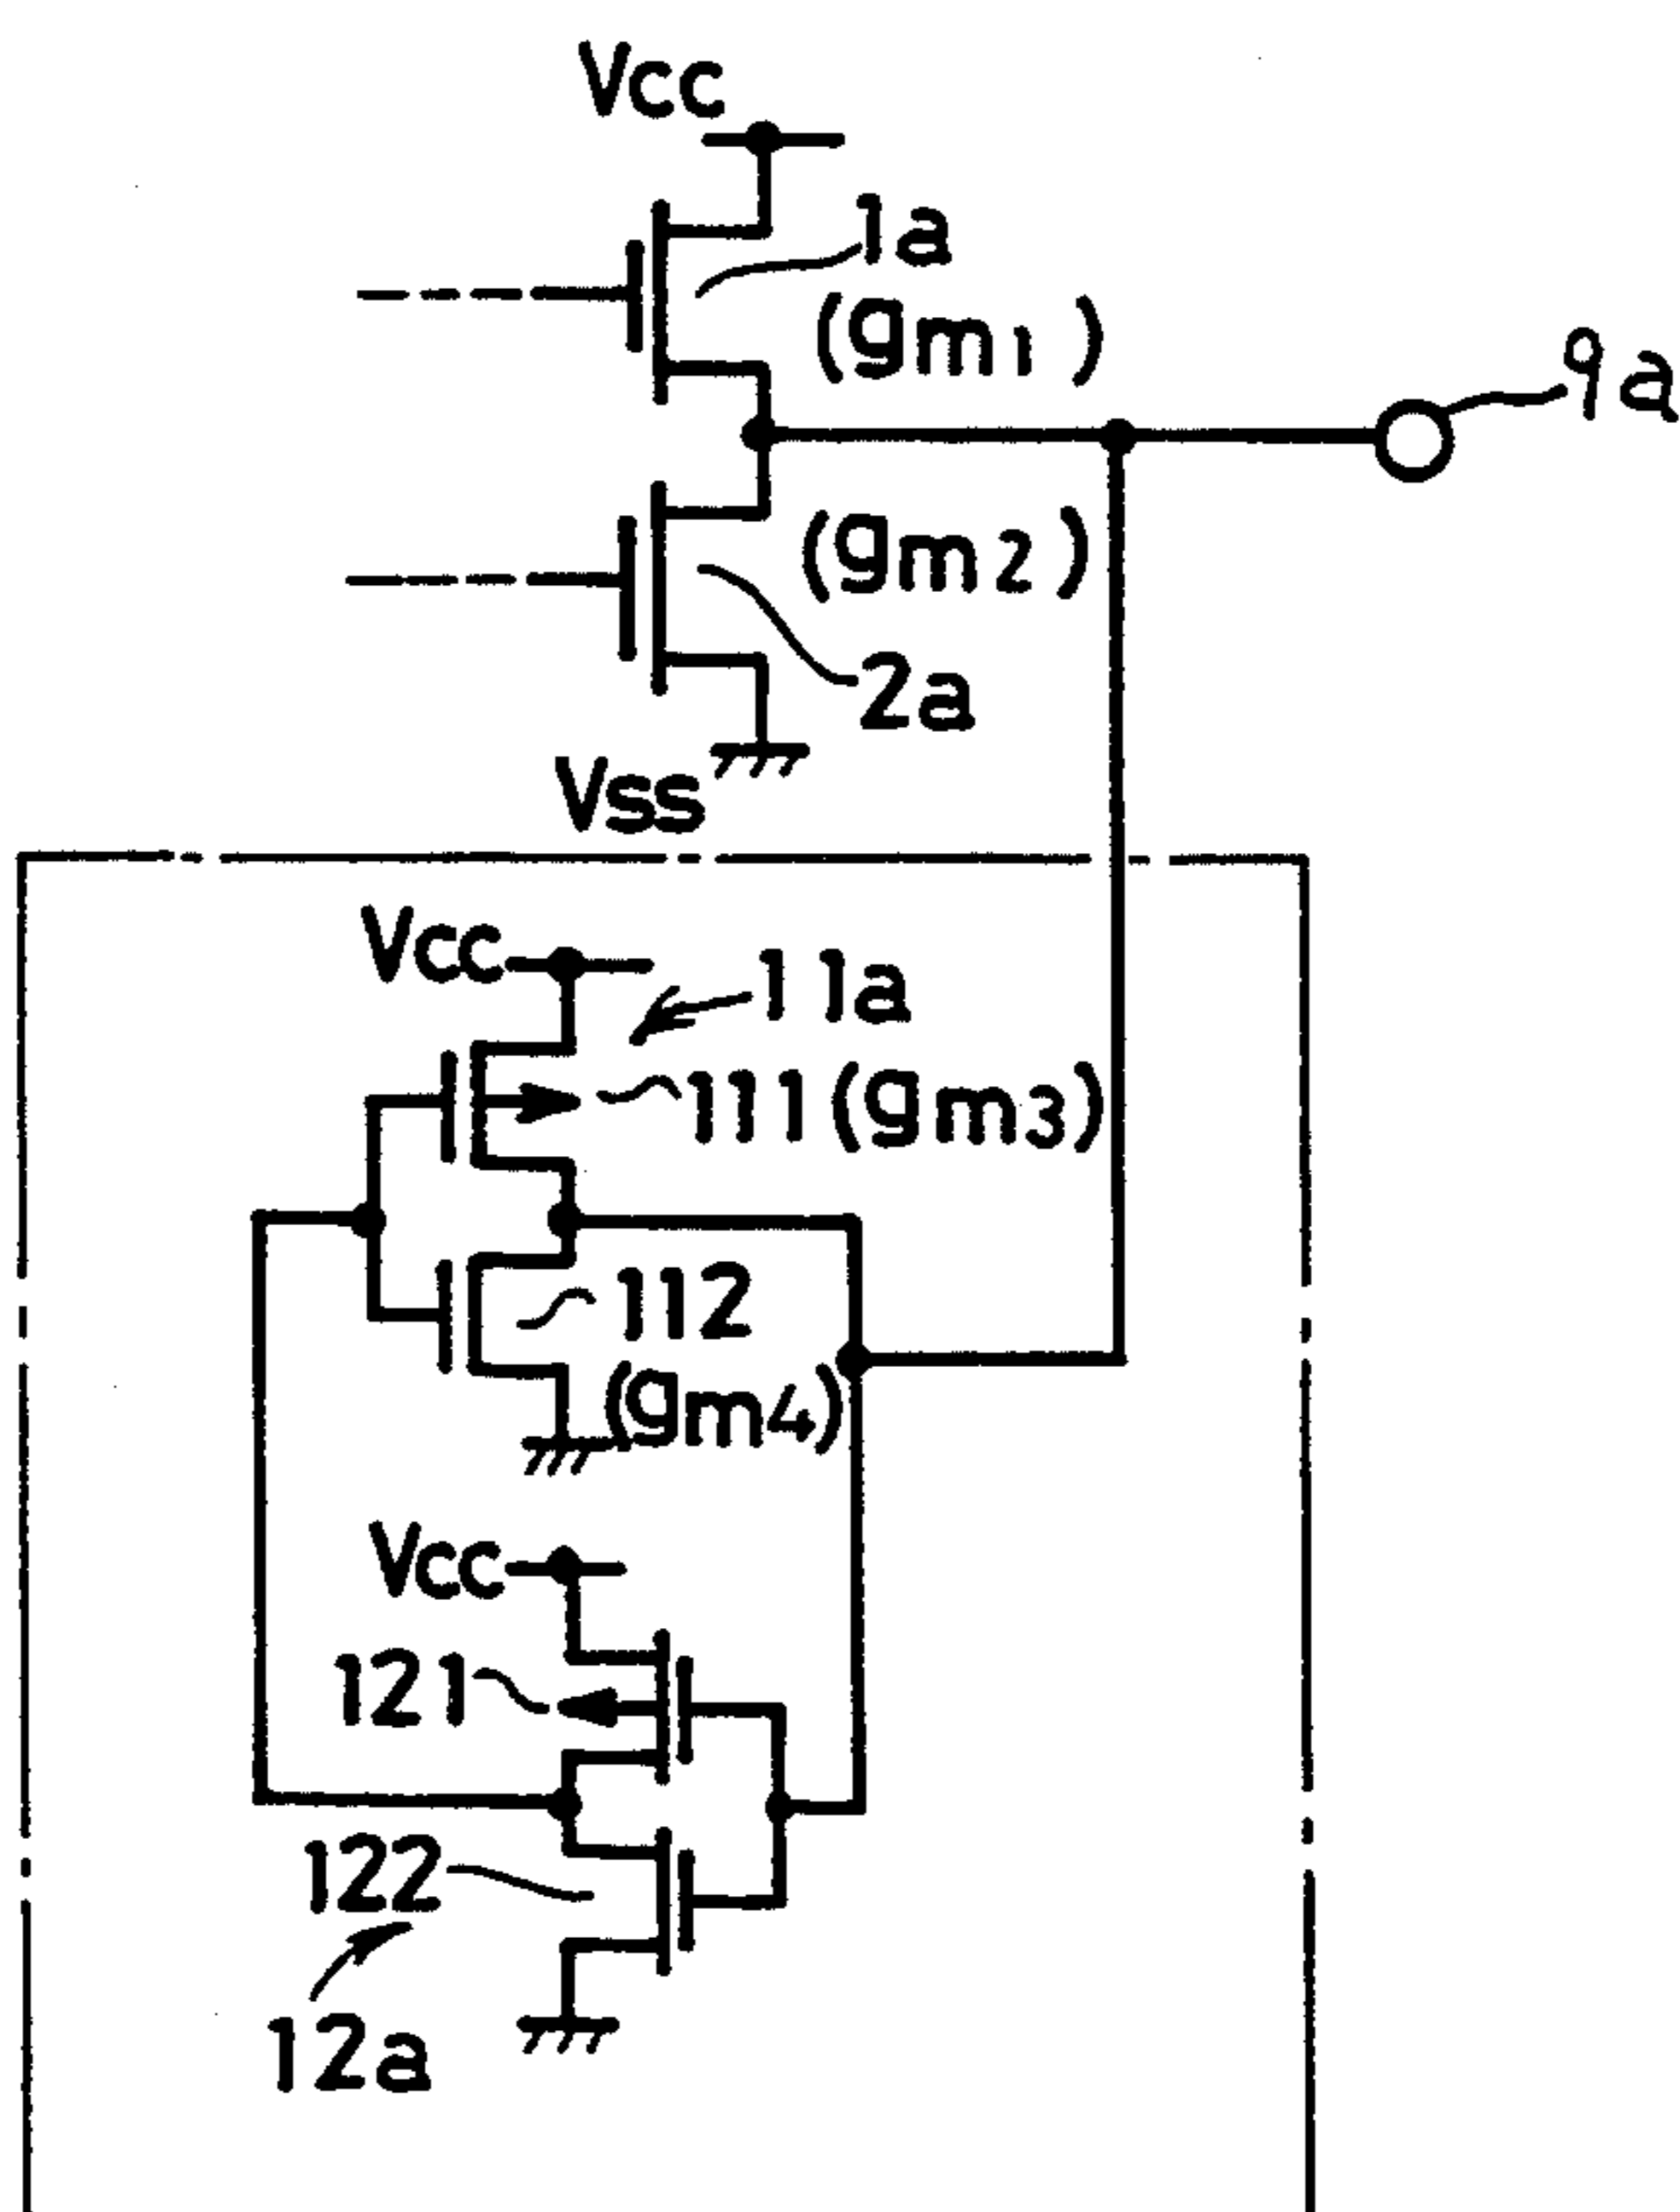 Vcc
1a
(gm1)
9a
(gm2)
2a
Vss
Vcc
11a
111(gm3)
112
(gm4)
Vcc
121
122
12a